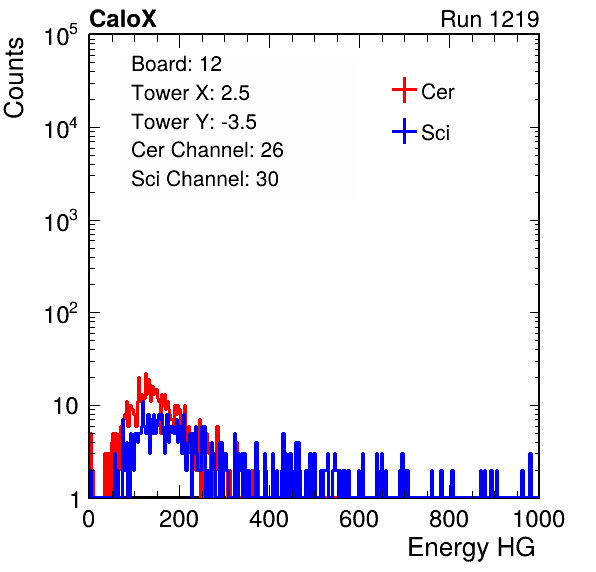 CaloX Run 1219
Counts
10^5
10^4
10^3
10^2
10
1
Board: 12
Tower X: 2.5
Tower Y: -3.5
Cer Channel: 26
Sci Channel: 30
Cer
Sci
0 200 400 600 800 1000
Energy HG